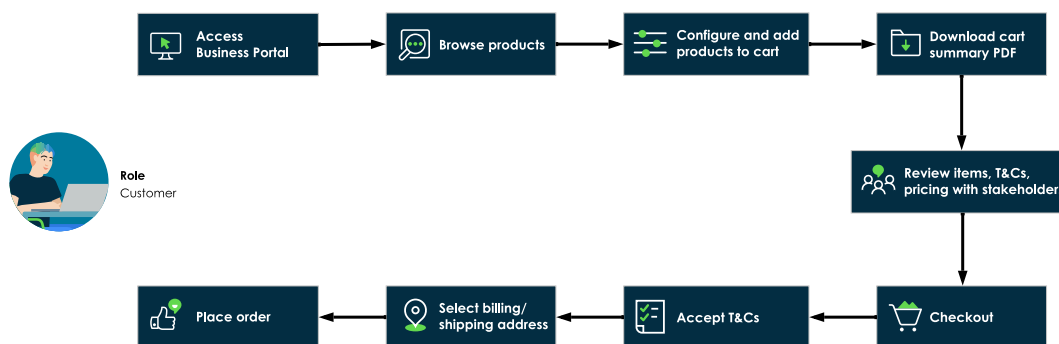 Access
Business Portal
Browse products
Configure and add
products to cart
Download cart
summary PDF
Role
Customer
Review items, T&Cs,
pricing with stakeholder
Checkout
Accept T&Cs
Select billing/
shipping address
Place order